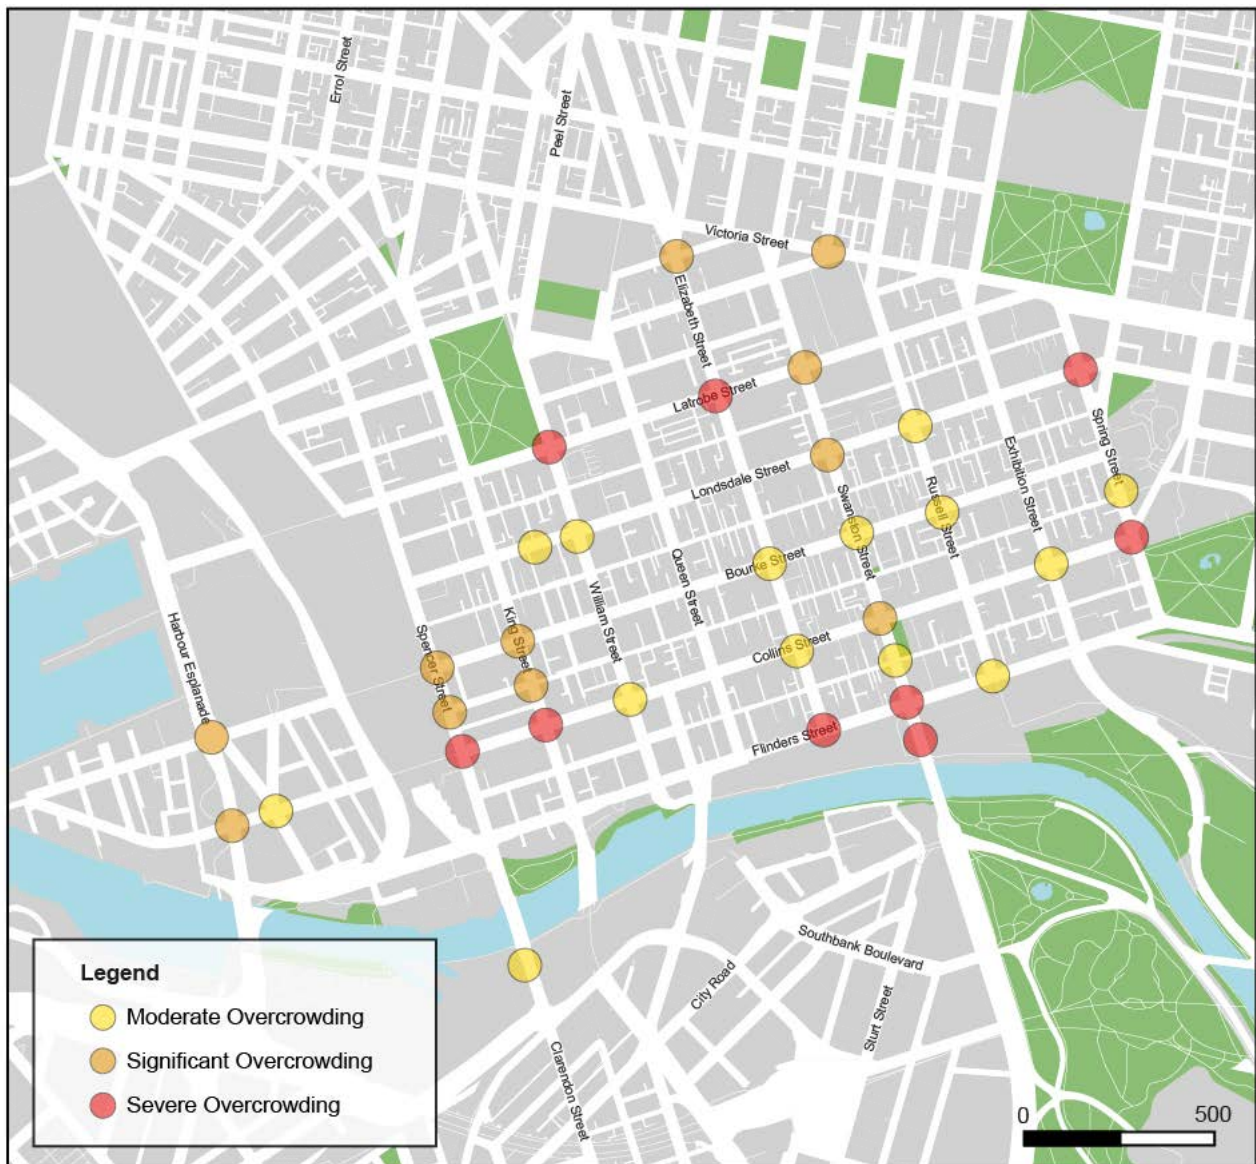 Errol Street
Peel Street
Victoria Street
Elizabeth Street
Latrobe Street
Londsdale Street
Spring Street
Exhibition Street
Russell Street
Swanston Street
Bourke Street
Queen Street
William Street
King Street
Spencer Street
Harbour Esplanade
Collins Street
Flinders Street
Southbank Boulevard
City Road
Sturt Street
Clarendon Street
Legend
Moderate Overcrowding
Significant Overcrowding
Severe Overcrowding
0 500